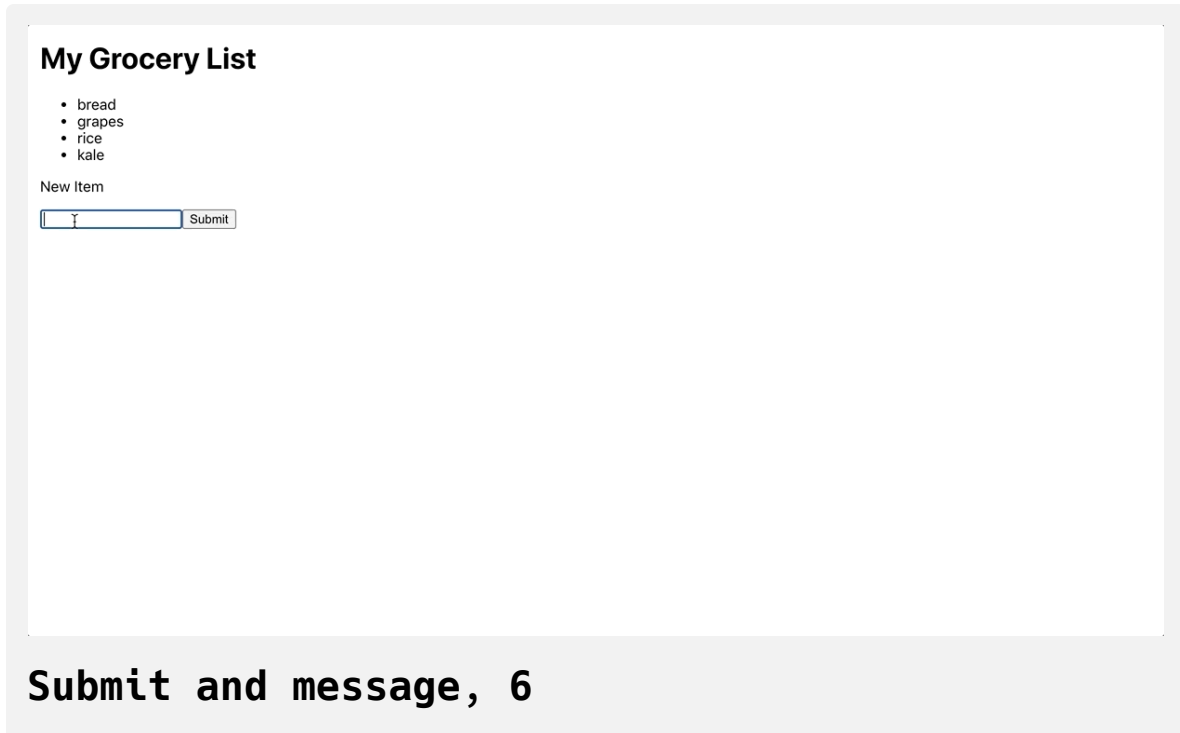 My Grocery List
• bread
• grapes
• rice
• kale
New Item
Submit
Submit and message, 6